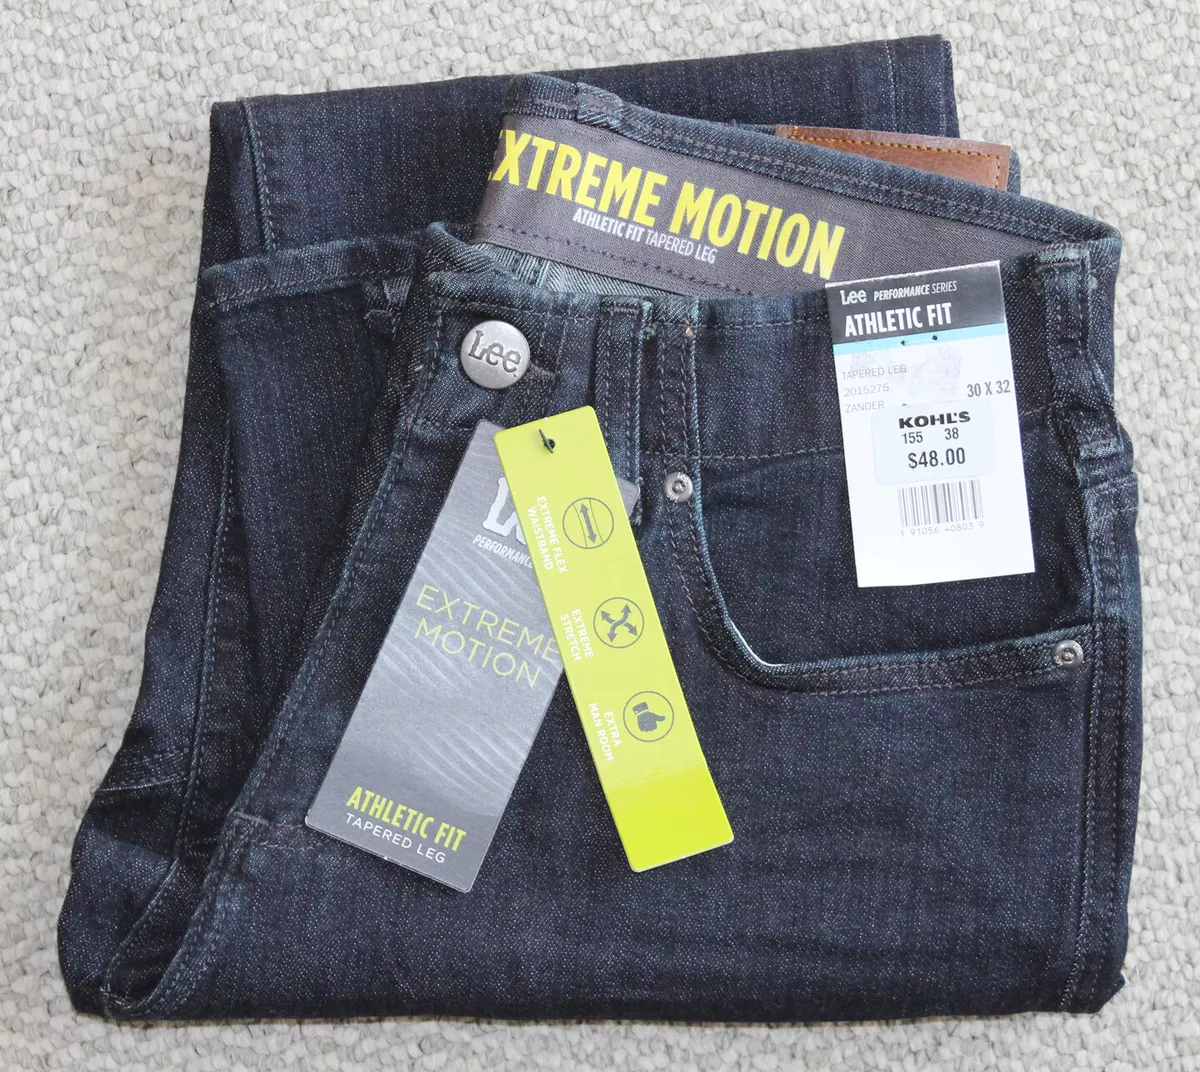 EXTREME MOTION
ATHLETIC FIT TAPERED LEG
Lee PERFORMANCE SERIES
ATHLETIC FIT
TAPERED LEG
2015275
30 X 32
ZANDER
KOHL'S
155 38
$48.00
1 91056 40803 9
Lee
PERFORMANC
EXTREME
MOTION
ATHLETIC FIT
TAPERED LEG
EXTREME FLEX
WAISTBAND
EXTREME
STRETCH
EXTRA
MAN ROOM